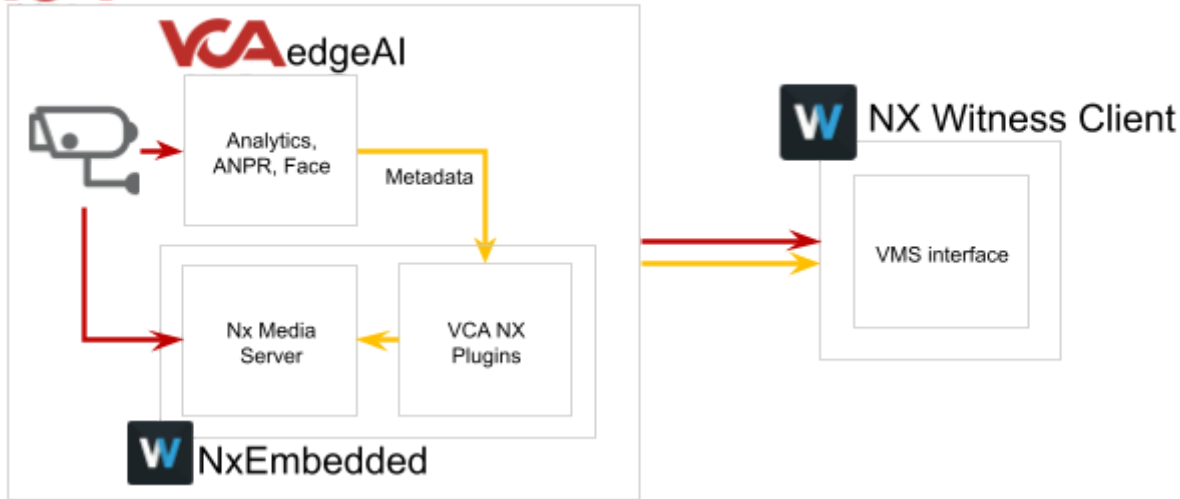 VCAedgeAI
Analytics,
ANPR, Face
Metadata
Nx Media
Server
VCA NX
Plugins
W NxEmbedded
W NX Witness Client
VMS interface